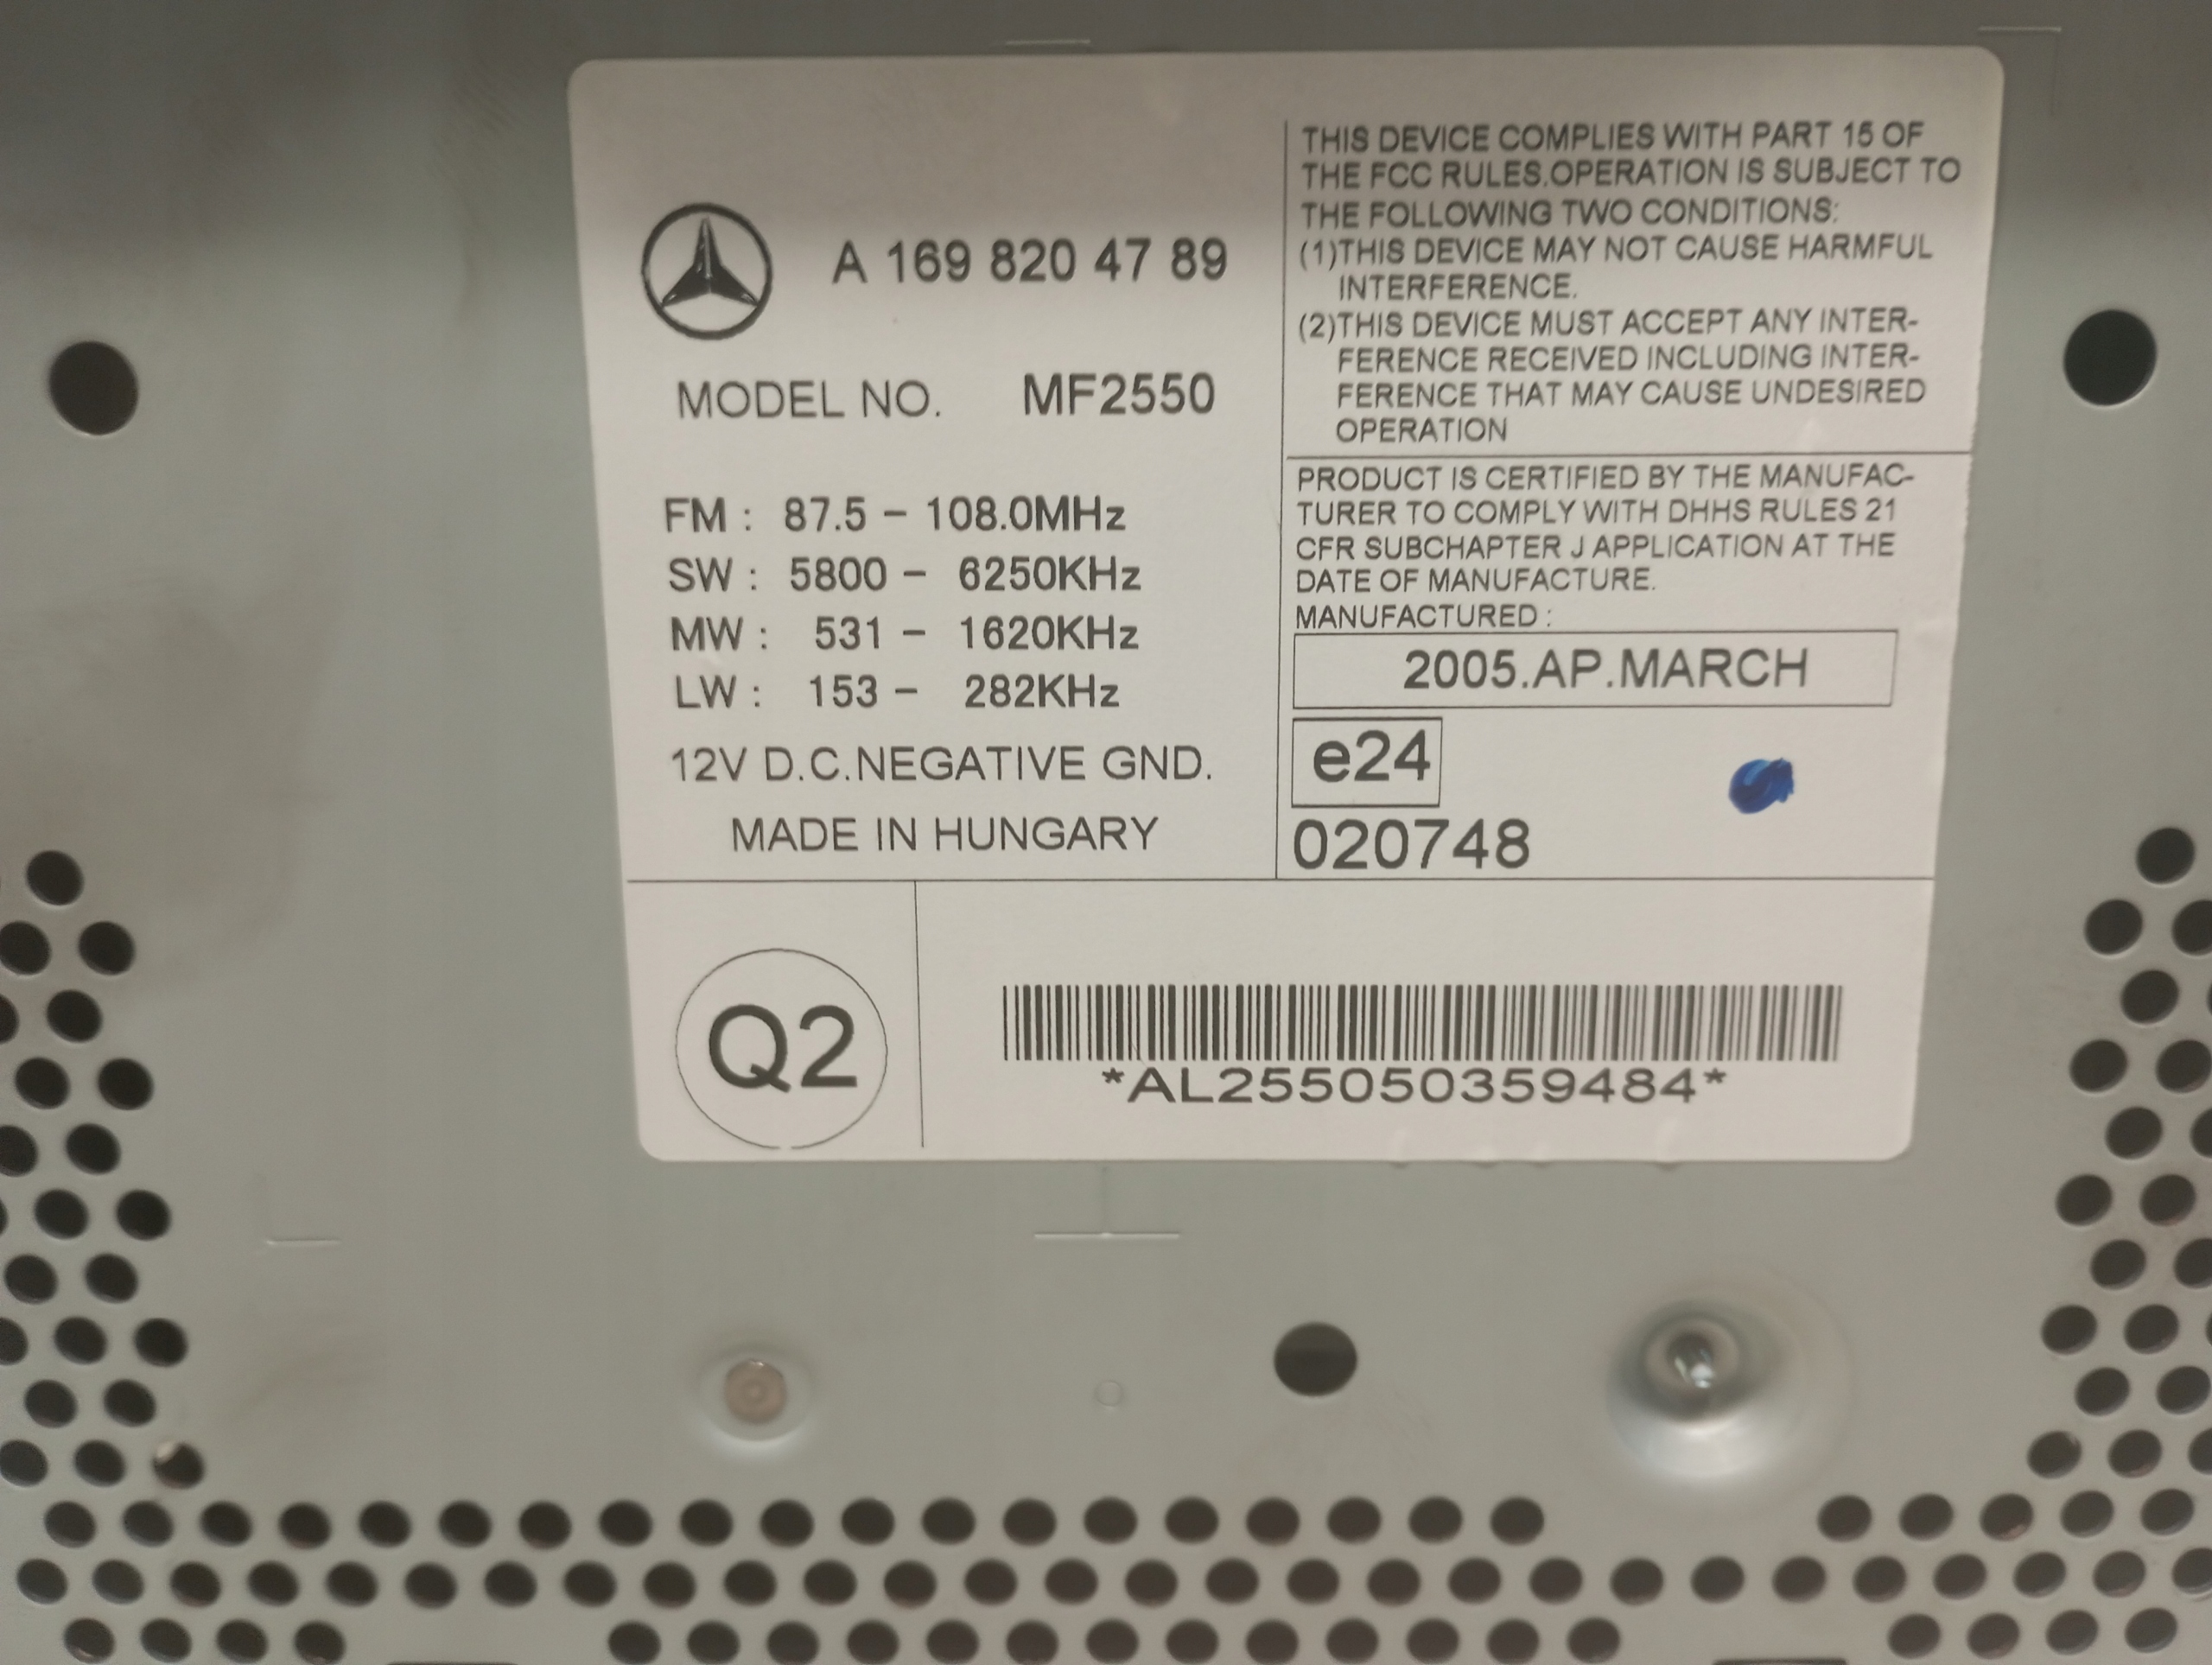 A 169 820 47 89
MODEL NO. MF2550
FM : 87.5 – 108.0MHz
SW : 5800 – 6250KHz
MW : 531 – 1620KHz
LW : 153 – 282KHz
12V D.C.NEGATIVE GND.
MADE IN HUNGARY
THIS DEVICE COMPLIES WITH PART 15 OF
THE FCC RULES.OPERATION IS SUBJECT TO
THE FOLLOWING TWO CONDITIONS:
(1)THIS DEVICE MAY NOT CAUSE HARMFUL
INTERFERENCE.
(2)THIS DEVICE MUST ACCEPT ANY INTER-
FERENCE RECEIVED INCLUDING INTER-
FERENCE THAT MAY CAUSE UNDESIRED
OPERATION
PRODUCT IS CERTIFIED BY THE MANUFAC-
TURER TO COMPLY WITH DHHS RULES 21
CFR SUBCHAPTER J APPLICATION AT THE
DATE OF MANUFACTURE.
MANUFACTURED :
2005.AP.MARCH
e24
020748
Q2
*AL255050359484*